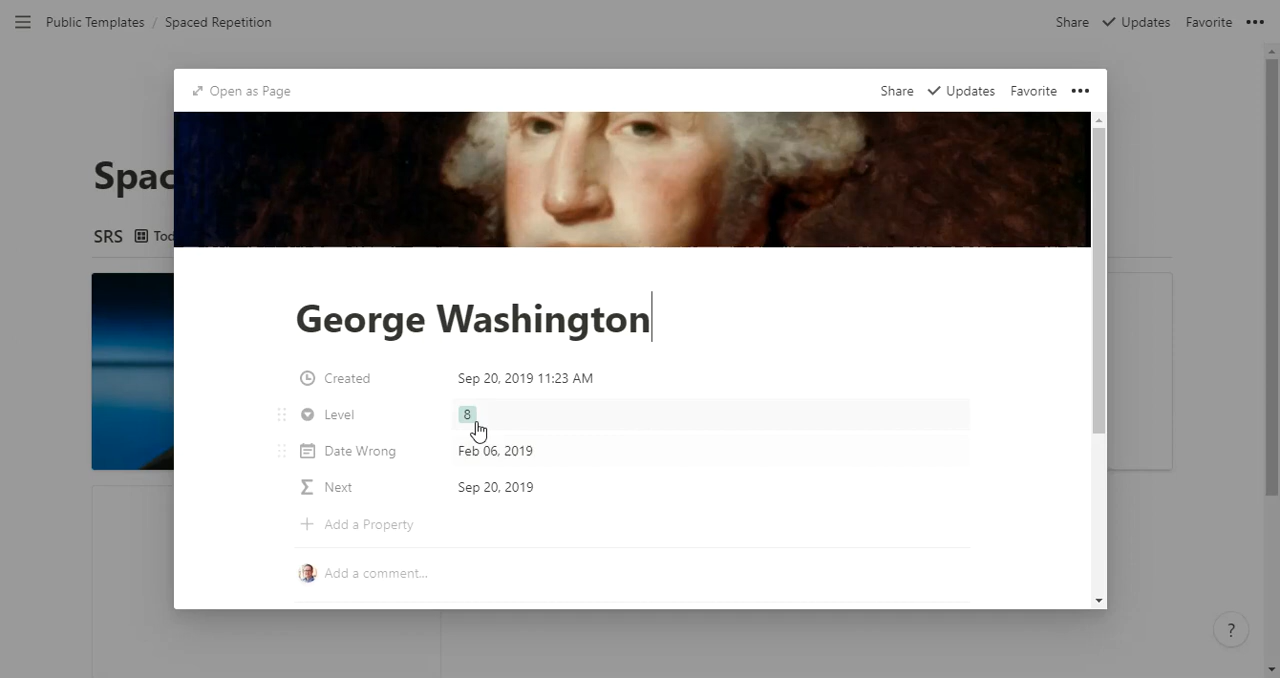 Public Templates / Spaced Repetition
Share Updates Favorite
Open as Page
Share Updates Favorite
Spac
SRS Tod
George Washington
Created Sep 20, 2019 11:23 AM
Level 8
Date Wrong Feb 06, 2019
Next Sep 20, 2019
Add a Property
Add a comment...
?